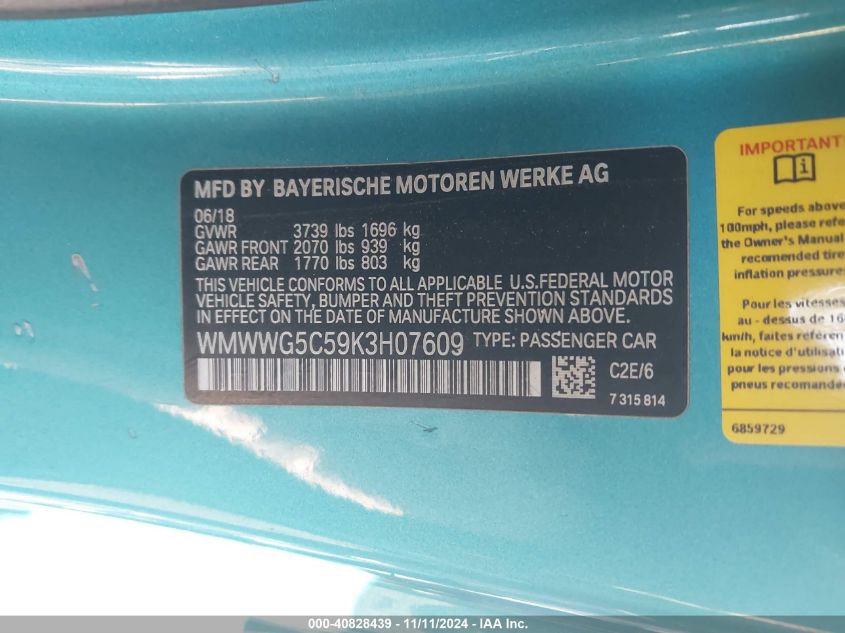 MFD BY BAYERISCHE MOTOREN WERKE AG
06/18
GVWR 3739 lbs 1696 kg
GAWR FRONT 2070 lbs 939 kg
GAWR REAR 1770 lbs 803 kg
THIS VEHICLE CONFORMS TO ALL APPLICABLE U.S.FEDERAL MOTOR
VEHICLE SAFETY, BUMPER AND THEFT PREVENTION STANDARDS
IN EFFECT ON THE DATE OF MANUFACTURE SHOWN ABOVE.
WMWWG5C59K3H07609 TYPE: PASSENGER CAR
C2E/6
7 315 814
IMPORTANT
For speeds above
100mph, please refe
the Owner's Manual
recomended tire
inflation pressure
Pour les vitesses
au - dessus de 16
km/h, faites référen
à la notice d'utilisat
pour les pressions
pneus recomandé
6859729
000-40828439 - 11/11/2024 - IAA Inc.